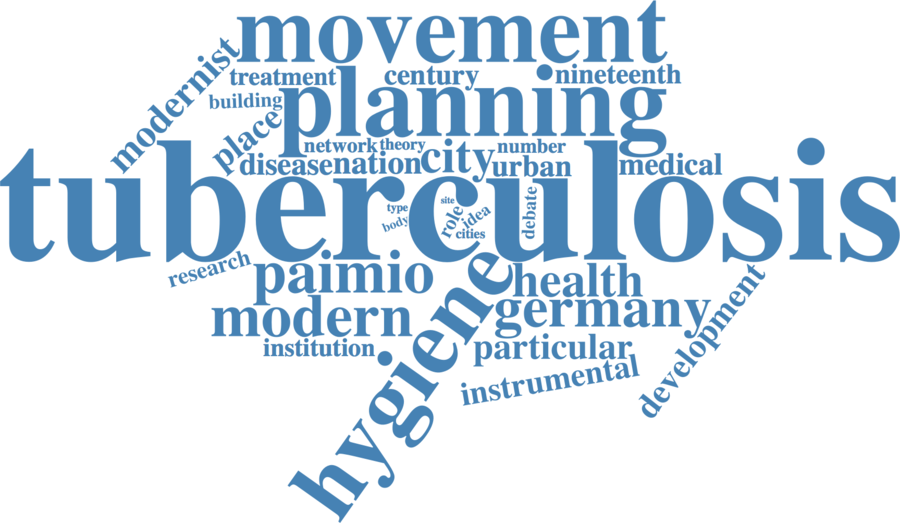 movement
modernist
treatment
century
nineteenth
building
planning
place
network
theory
number
disease
nation
city
urban
medical
tuberculosis
type
site
body
role
idea
debate
cities
research
paimio
health
modern
hygiene
germany
development
institution
particular
instrumental